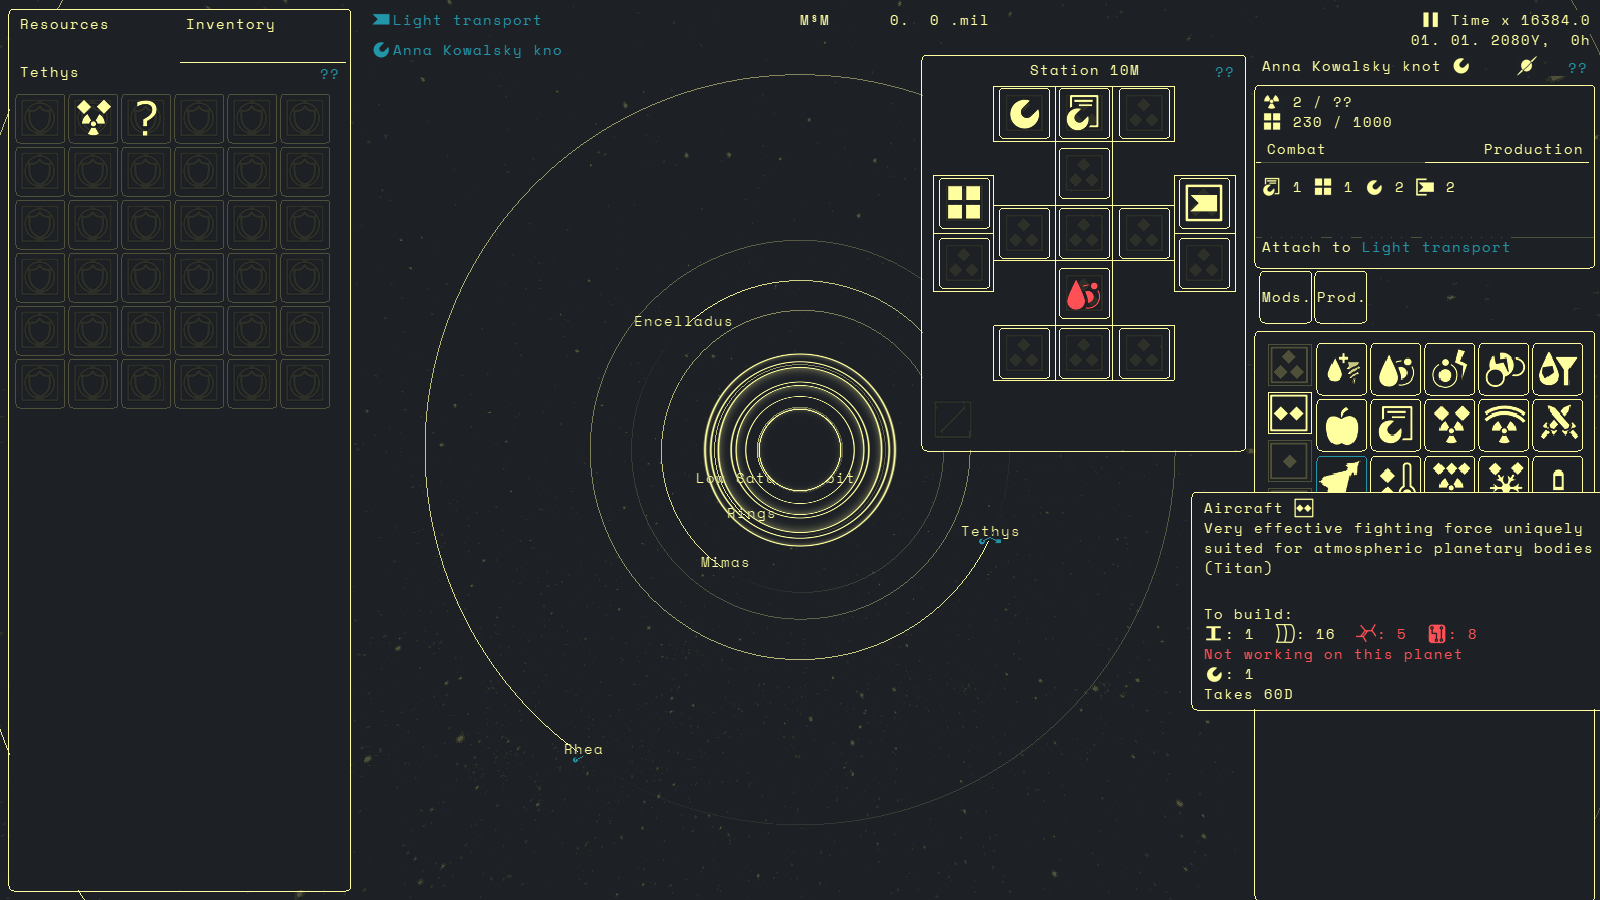 Resources
Inventory
Tethys
??
?
Light transport
Anna Kowalsky kno
M⁹M
0. 0 .mil
Time x 16384.0
01. 01. 2080Y, 0h
Station 10M
??
Anna Kowalsky knot
??
2 / ??
230 / 1000
Combat
Production
1 1 2 2
Attach to Light transport
Mods.
Prod.
Encelladus
Rings
Mimas
Tethys
Rhea
Aircraft
Very effective fighting force uniquely
suited for atmospheric planetary bodies
(Titan)
To build:
: 1 : 16 : 5 : 8
Not working on this planet
: 1
Takes 60D